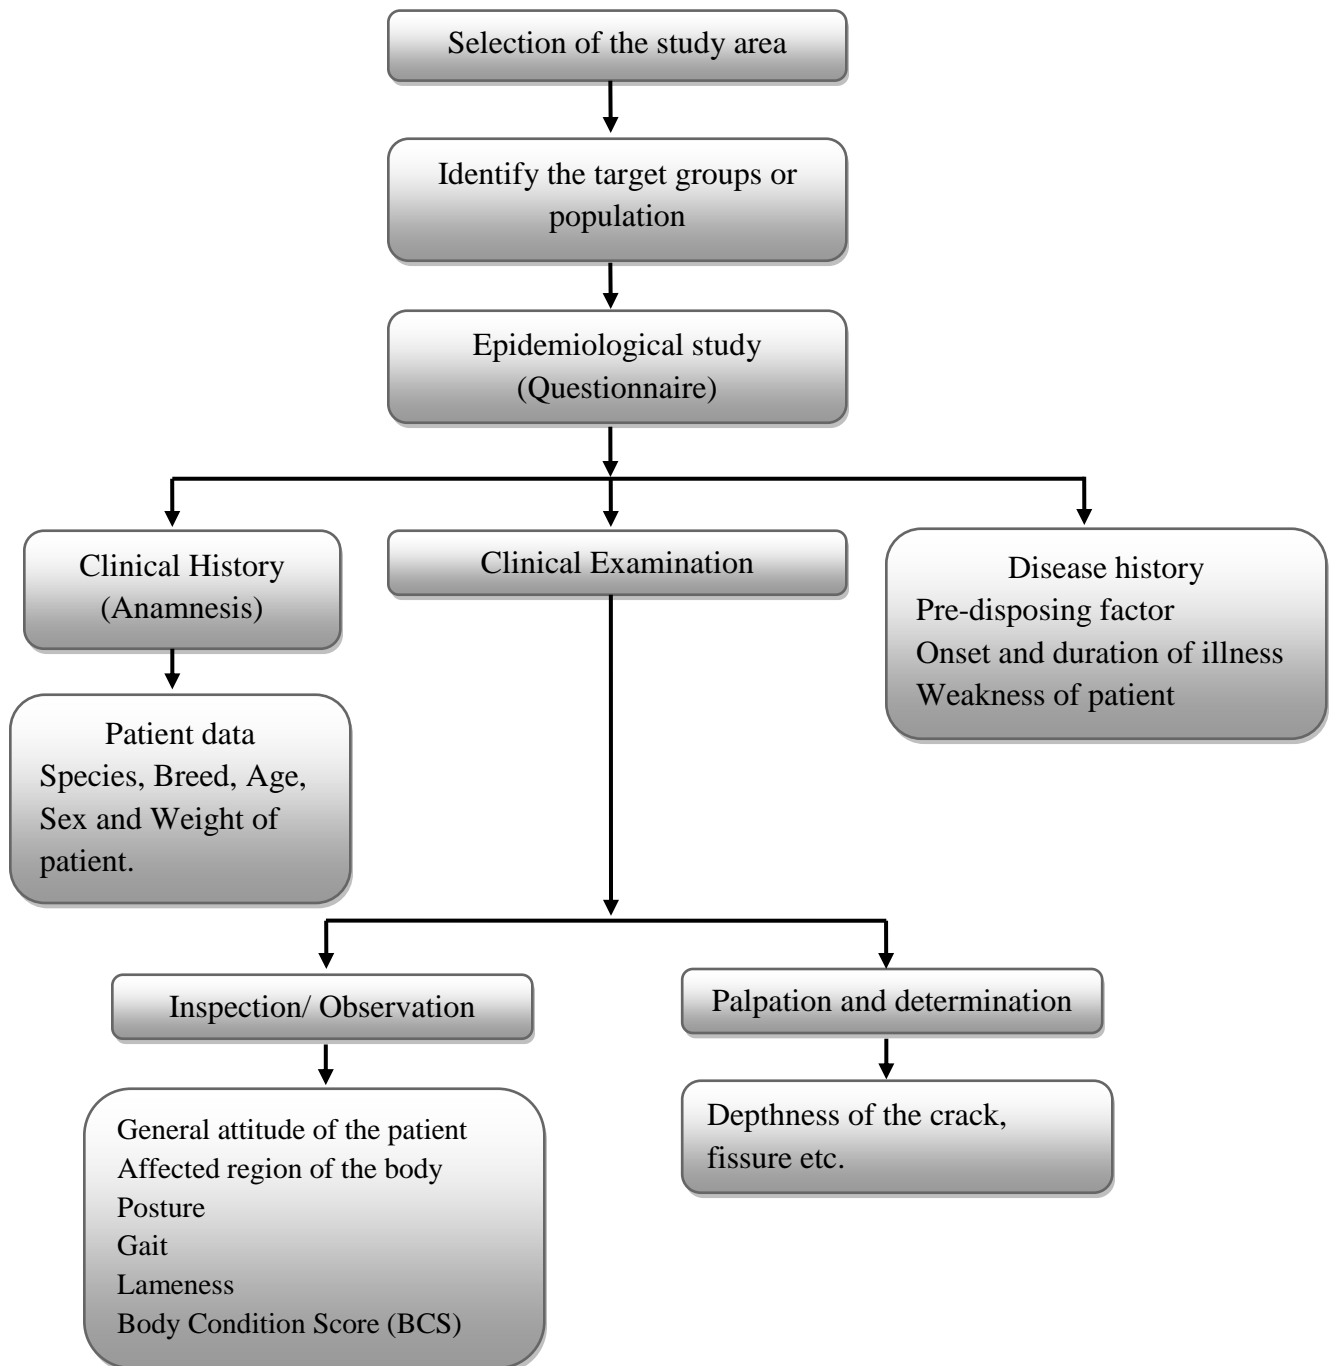 Selection of the study area
Identify the target groups or
population
Epidemiological study
(Questionnaire)
Clinical History
(Anamnesis)
Clinical Examination
Disease history
Pre-disposing factor
Onset and duration of illness
Weakness of patient
Patient data
Species, Breed, Age,
Sex and Weight of
patient.
Inspection/ Observation
Palpation and determination
General attitude of the patient
Affected region of the body
Posture
Gait
Lameness
Body Condition Score (BCS)
Depthness of the crack,
fissure etc.